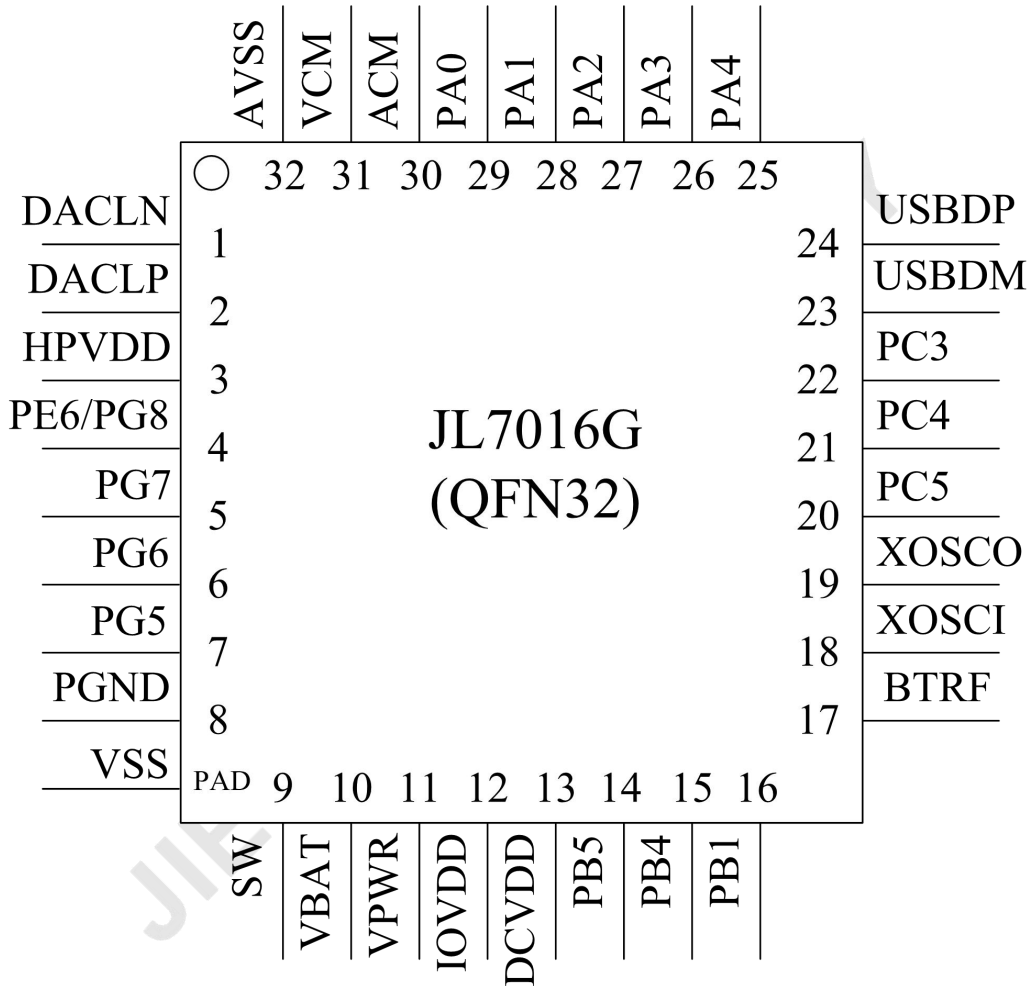 AVSS
VCM
ACM
PA0
PA1
PA2
PA3
PA4
32 31 30 29 28 27 26 25
DACLN 1
DACLP 2
HPVDD 3
PE6/PG8 4
PG7 5
PG6 6
PG5 7
PGND 8
VSS PAD
JL7016G
(QFN32)
24 USBDP
23 USBDM
22 PC3
21 PC4
20 PC5
19 XOSCO
18 XOSCI
17 BTRF
9 10 11 12 13 14 15 16
SW
VBAT
VPWR
IOVDD
DCVDD
PB5
PB4
PB1